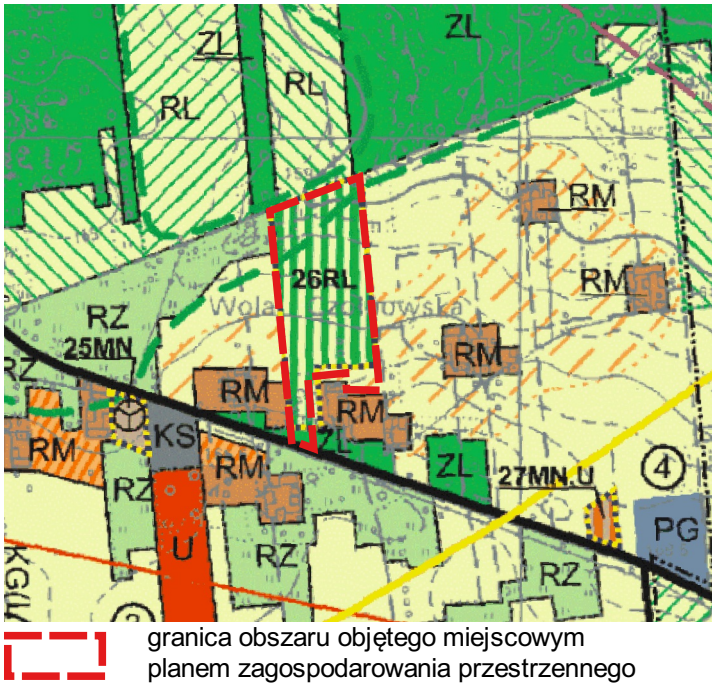 ZL
ZL
RL
RL
RM
26RL
RM
Wola
RZ
25MN
RZ
RM
RM
RM
KS
RM
RM
ZL
ZL
27MN,U
4
RZ
U
RZ
RZ
PG
granica obszaru objętego miejscowym
planem zagospodarowania przestrzennego